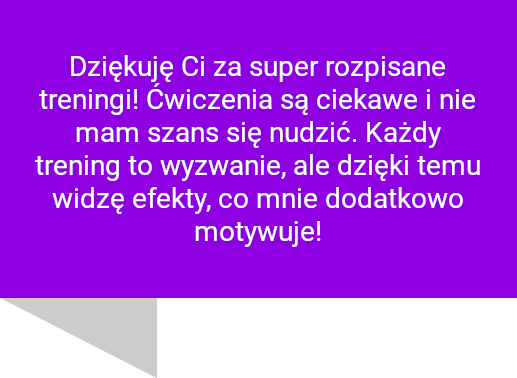 Dziękuję Ci za super rozpisane
treningi! Ćwiczenia są ciekawe i nie
mam szans się nudzić. Każdy
trening to wyzwanie, ale dzięki temu
widzę efekty, co mnie dodatkowo
motywuje!